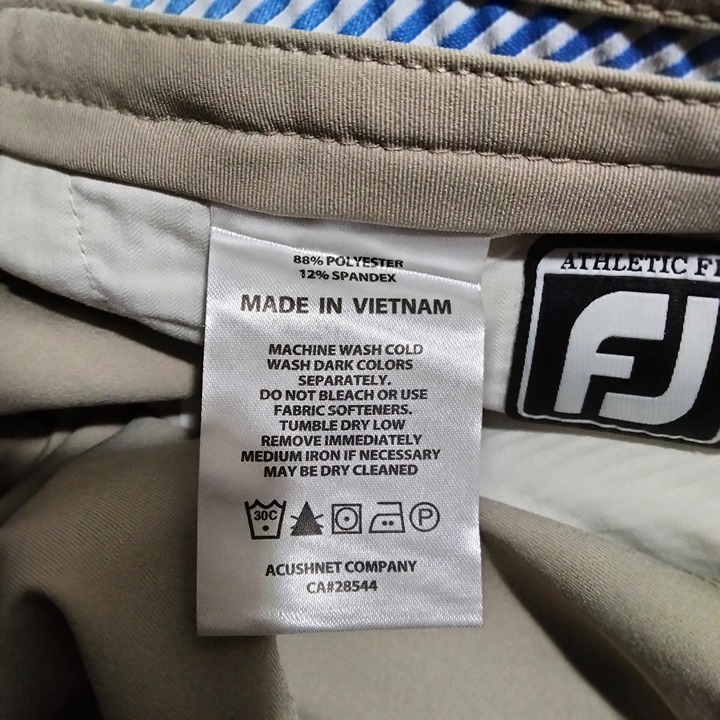 88% POLYESTER
12% SPANDEX
MADE IN VIETNAM
MACHINE WASH COLD
WASH DARK COLORS
SEPARATELY.
DO NOT BLEACH OR USE
FABRIC SOFTENERS.
TUMBLE DRY LOW
REMOVE IMMEDIATELY
MEDIUM IRON IF NECESSARY
MAY BE DRY CLEANED
30C P
ACUSHNET COMPANY
CA#28544
ATHLETIC
FJ